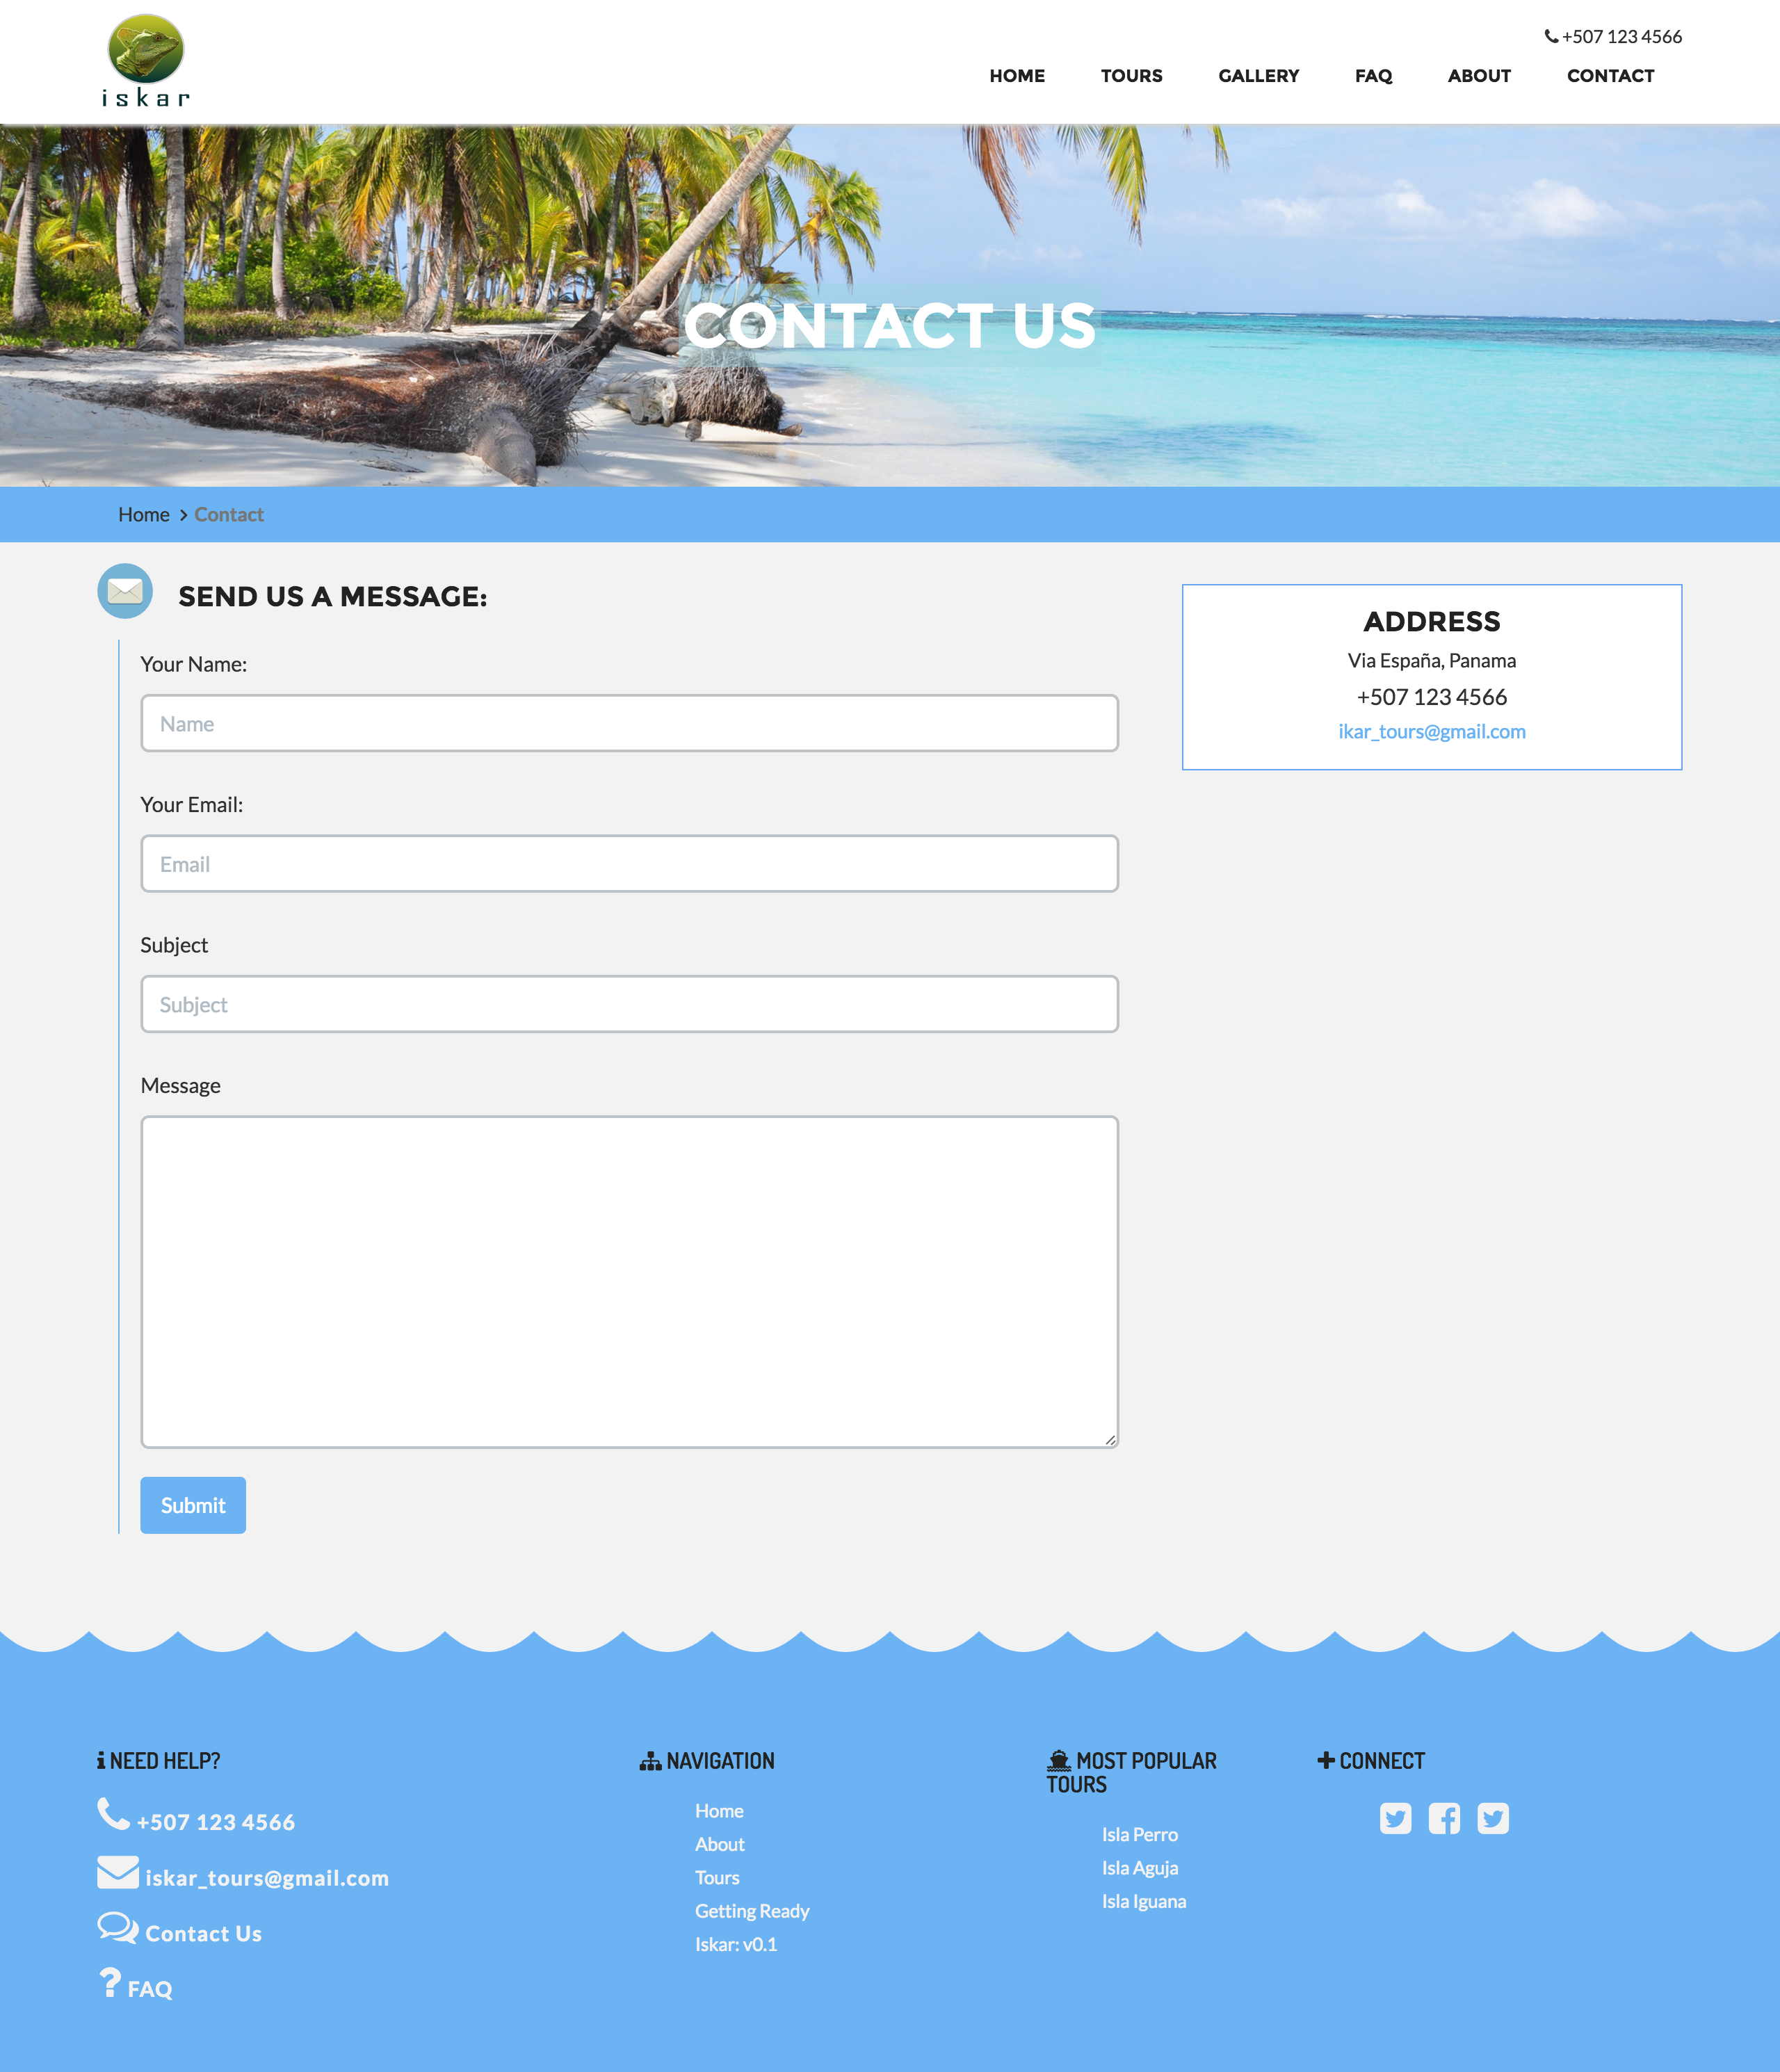 iskar
+507 123 4566
HOME TOURS GALLERY FAQ ABOUT CONTACT
CONTACT US
Home > Contact
SEND US A MESSAGE:
Your Name:
Name
Your Email:
Email
Subject
Subject
Message
Submit
ADDRESS
Via España, Panama
+507 123 4566
ikar_tours@gmail.com
NEED HELP?
+507 123 4566
iskar_tours@gmail.com
Contact Us
FAQ
NAVIGATION
Home
About
Tours
Getting Ready
Iskar: v0.1
MOST POPULAR
TOURS
Isla Perro
Isla Aguja
Isla Iguana
CONNECT